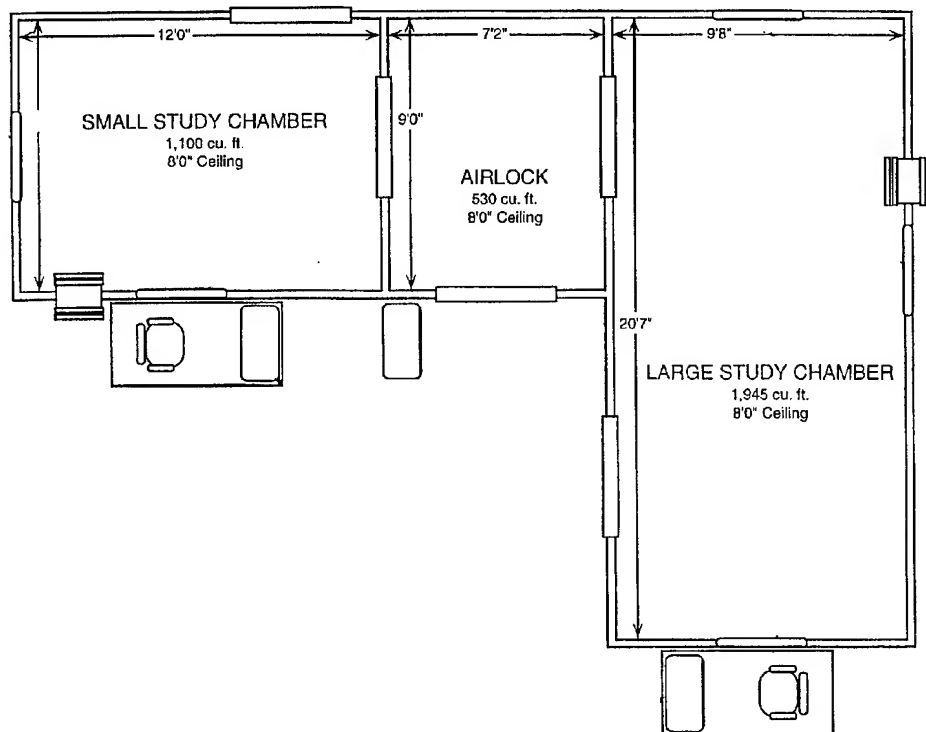 12'0"
7'2"
9'8"
SMALL STUDY CHAMBER
1,100 cu. ft.
8'0" Ceiling
9'0"
AIRLOCK
530 cu. ft.
8'0" Ceiling
20'7"
LARGE STUDY CHAMBER
1,945 cu. ft.
8'0" Ceiling